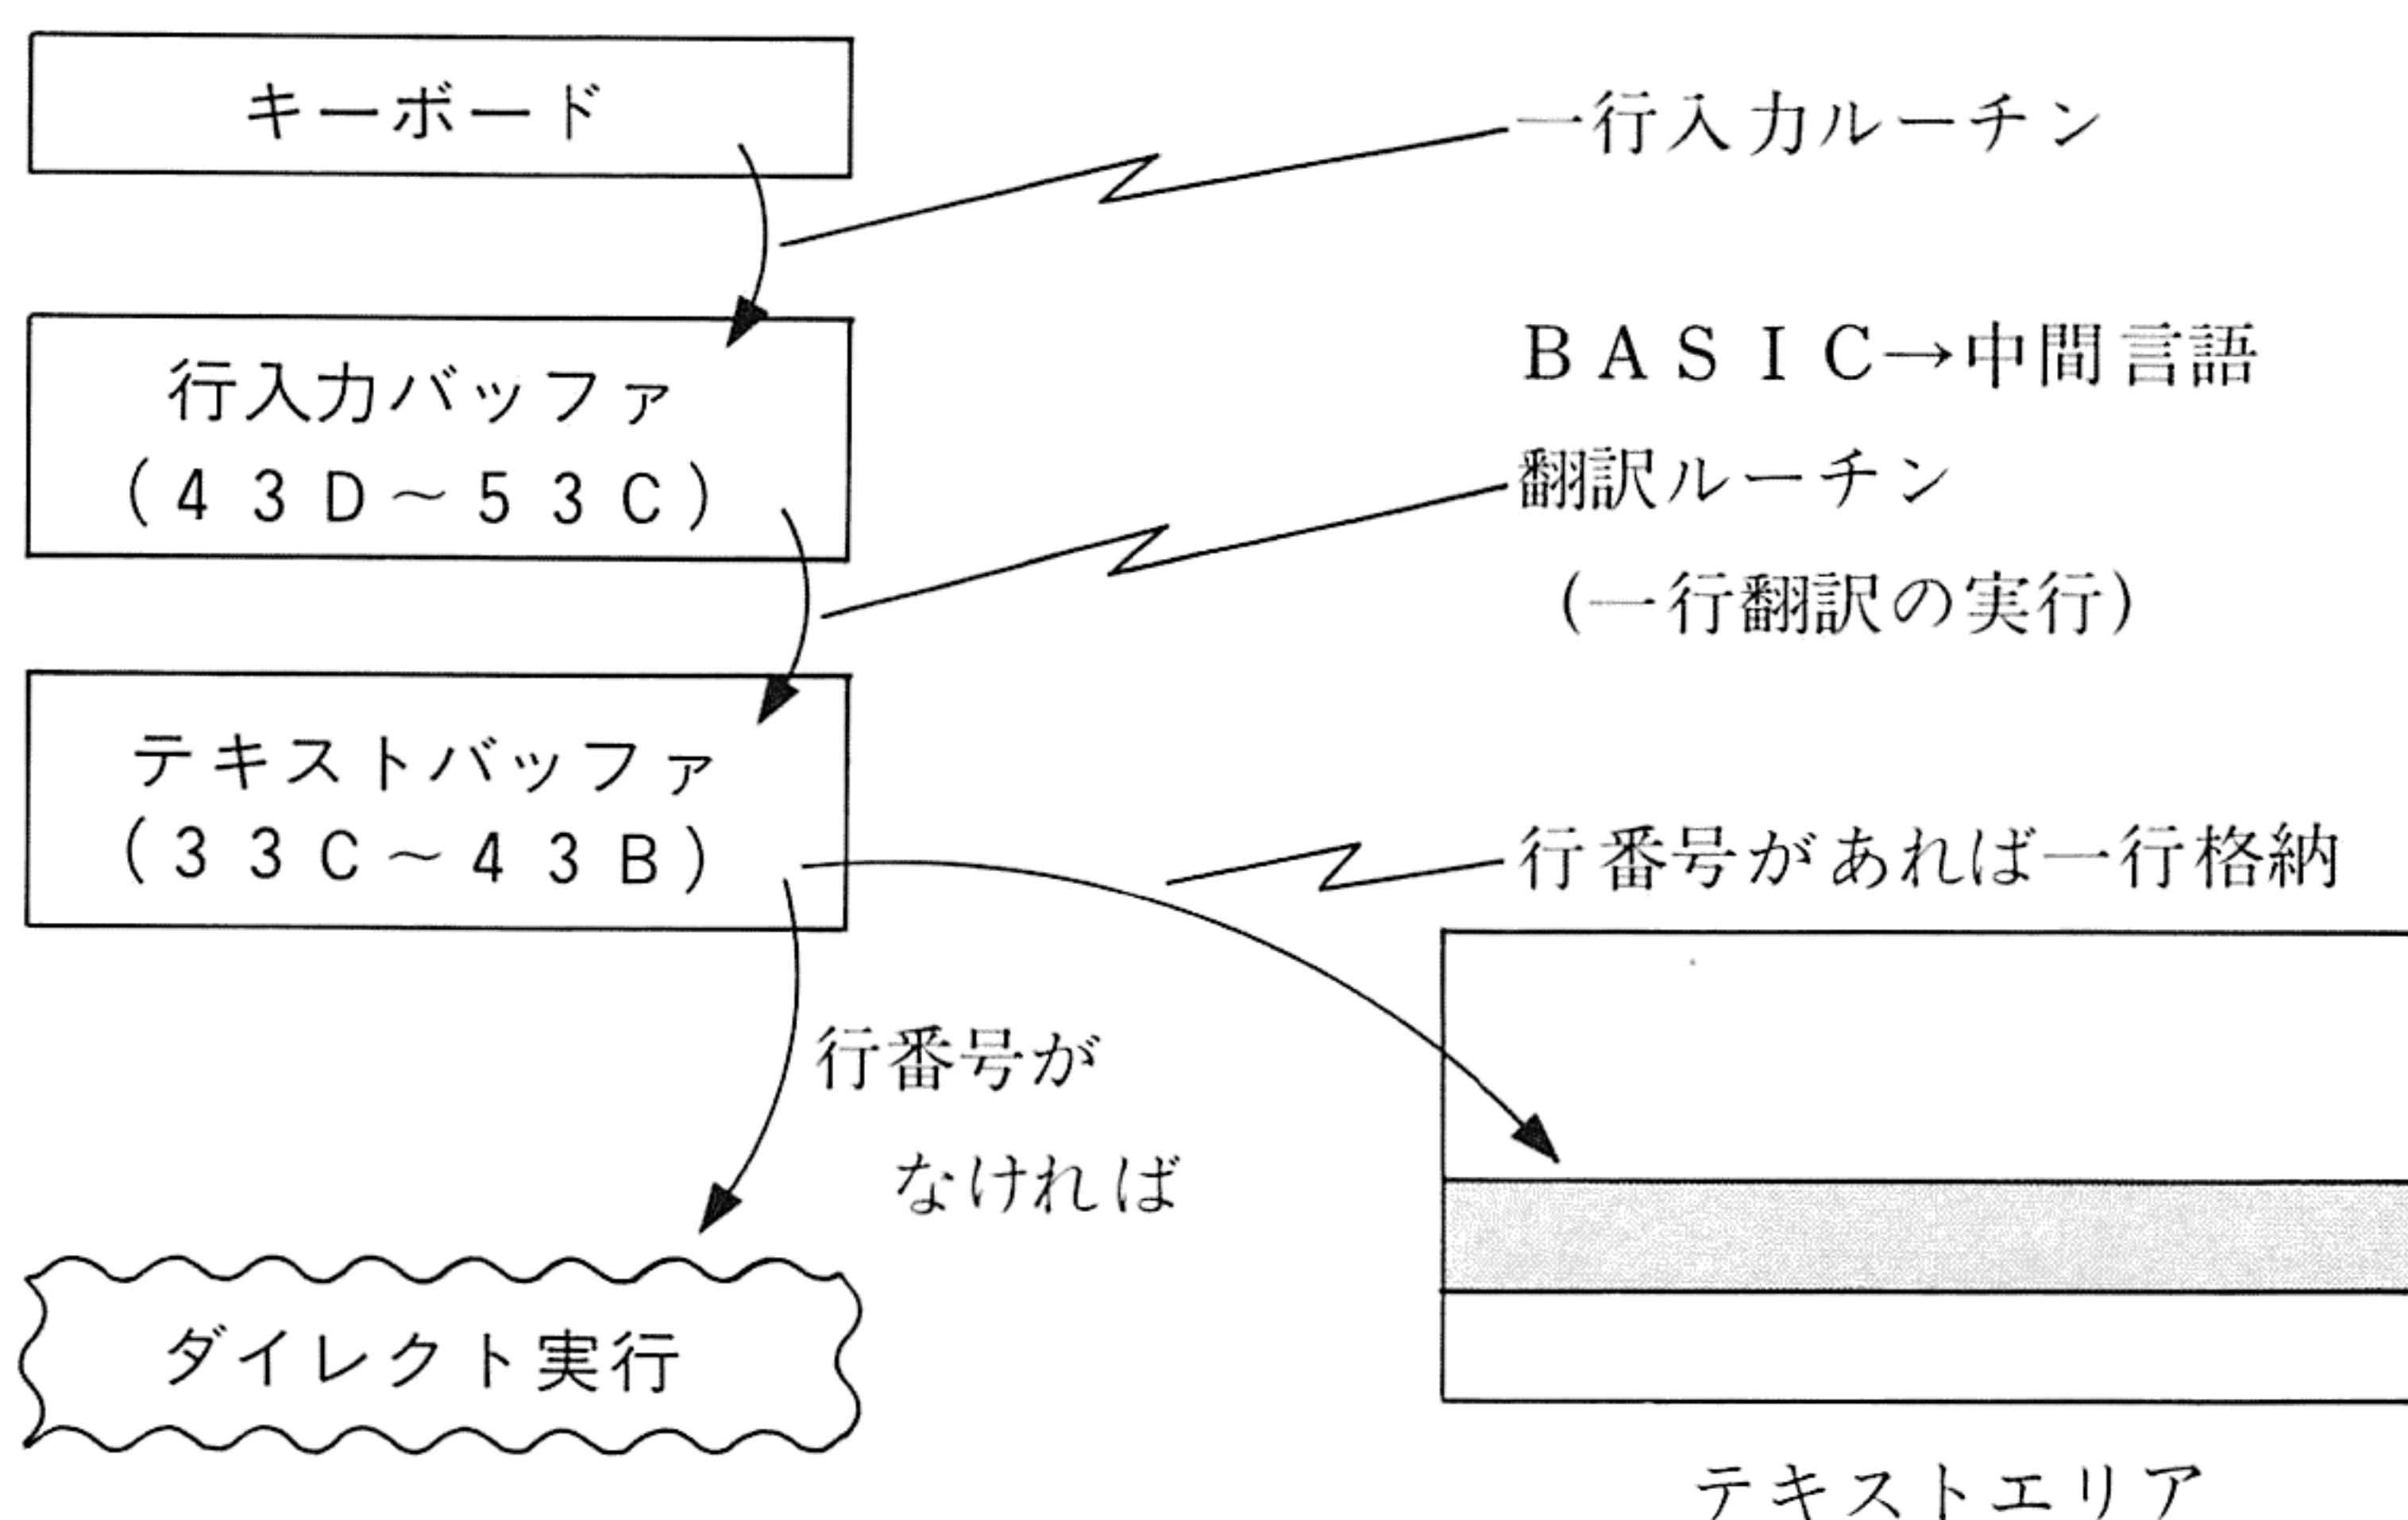 キーボード
一行入力ルーチン
行入力バッファ
(43D～53C)
BASIC→中間言語
翻訳ルーチン
(一行翻訳の実行)
テキストバッファ
(33C～43B)
行番号があれば一行格納
行番号が
なければ
ダイレクト実行
テキストエリア